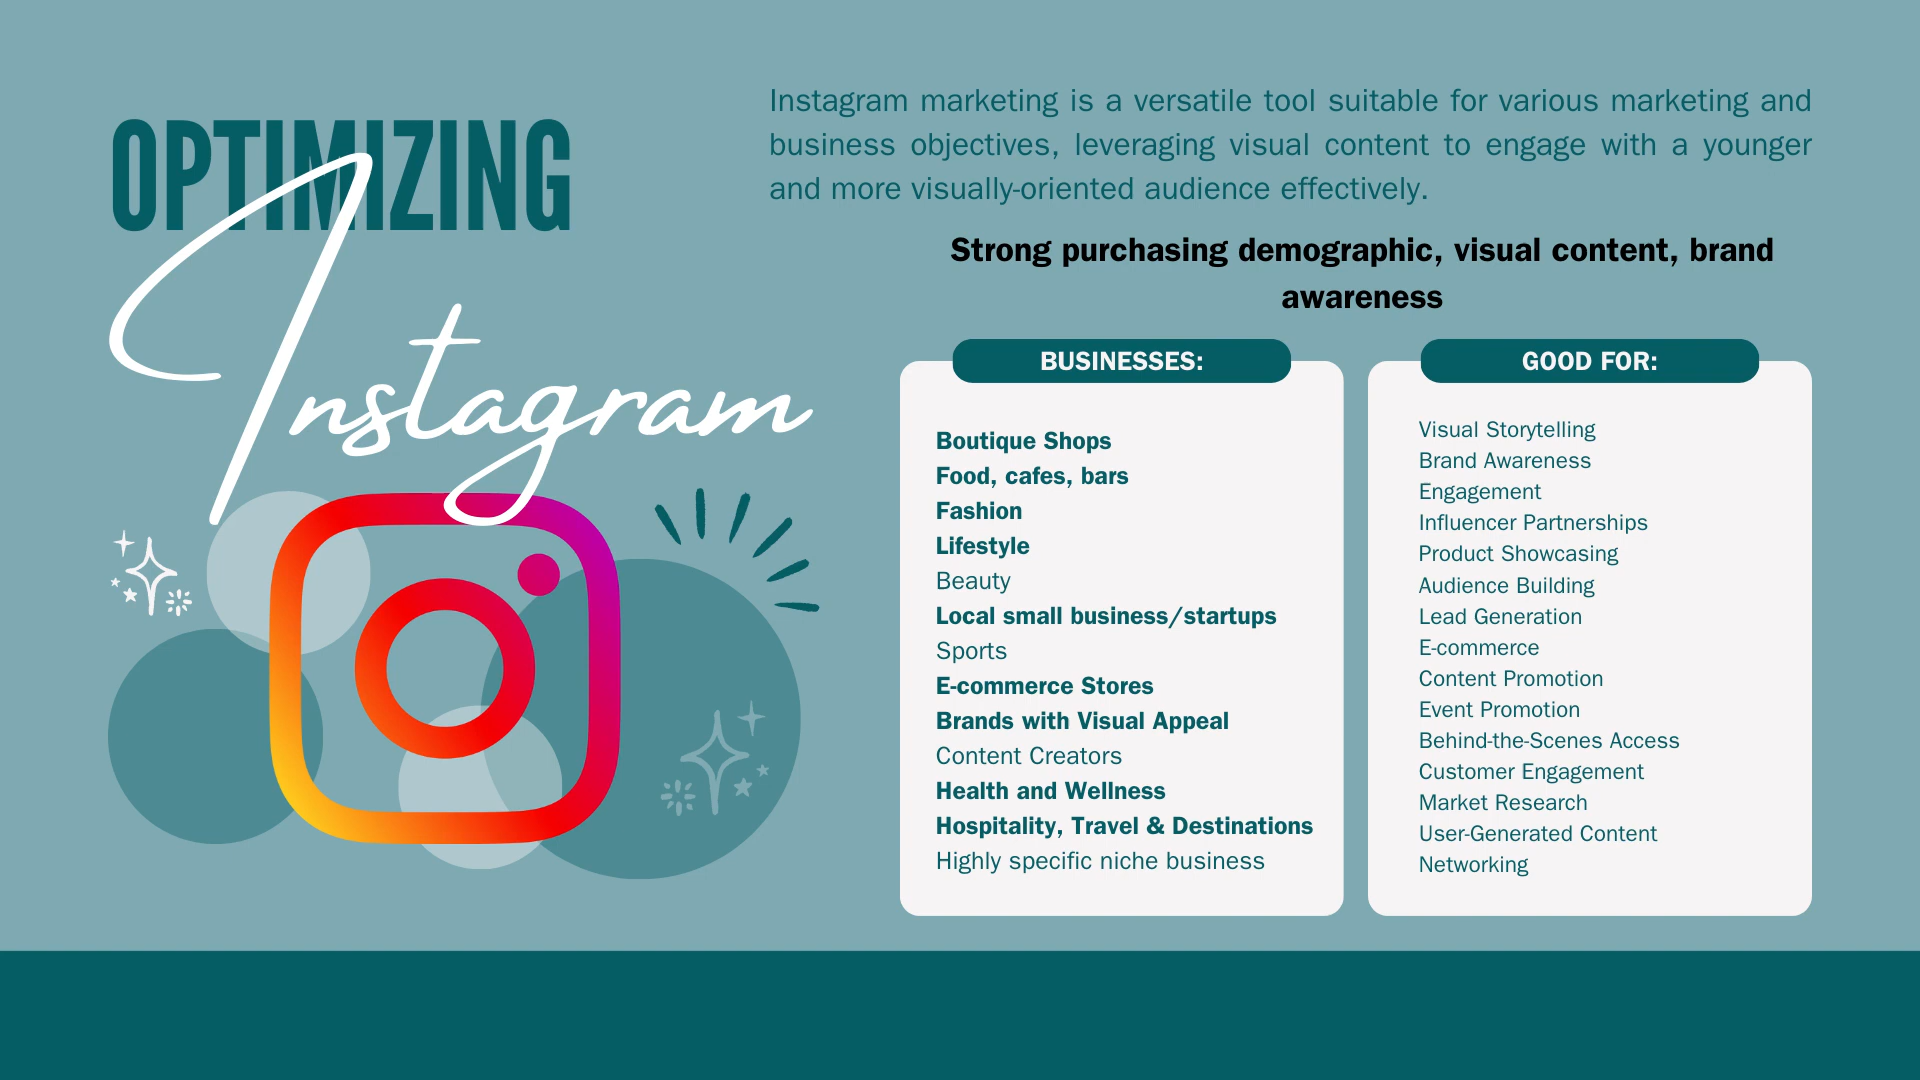 OPTIMIZING
Instagram
Instagram marketing is a versatile tool suitable for various marketing and
business objectives, leveraging visual content to engage with a younger
and more visually-oriented audience effectively.
Strong purchasing demographic, visual content, brand
awareness
BUSINESSES:
Boutique Shops
Food, cafes, bars
Fashion
Lifestyle
Beauty
Local small business/startups
Sports
E-commerce Stores
Brands with Visual Appeal
Content Creators
Health and Wellness
Hospitality, Travel & Destinations
Highly specific niche business
GOOD FOR:
Visual Storytelling
Brand Awareness
Engagement
Influencer Partnerships
Product Showcasing
Audience Building
Lead Generation
E-commerce
Content Promotion
Event Promotion
Behind-the-Scenes Access
Customer Engagement
Market Research
User-Generated Content
Networking